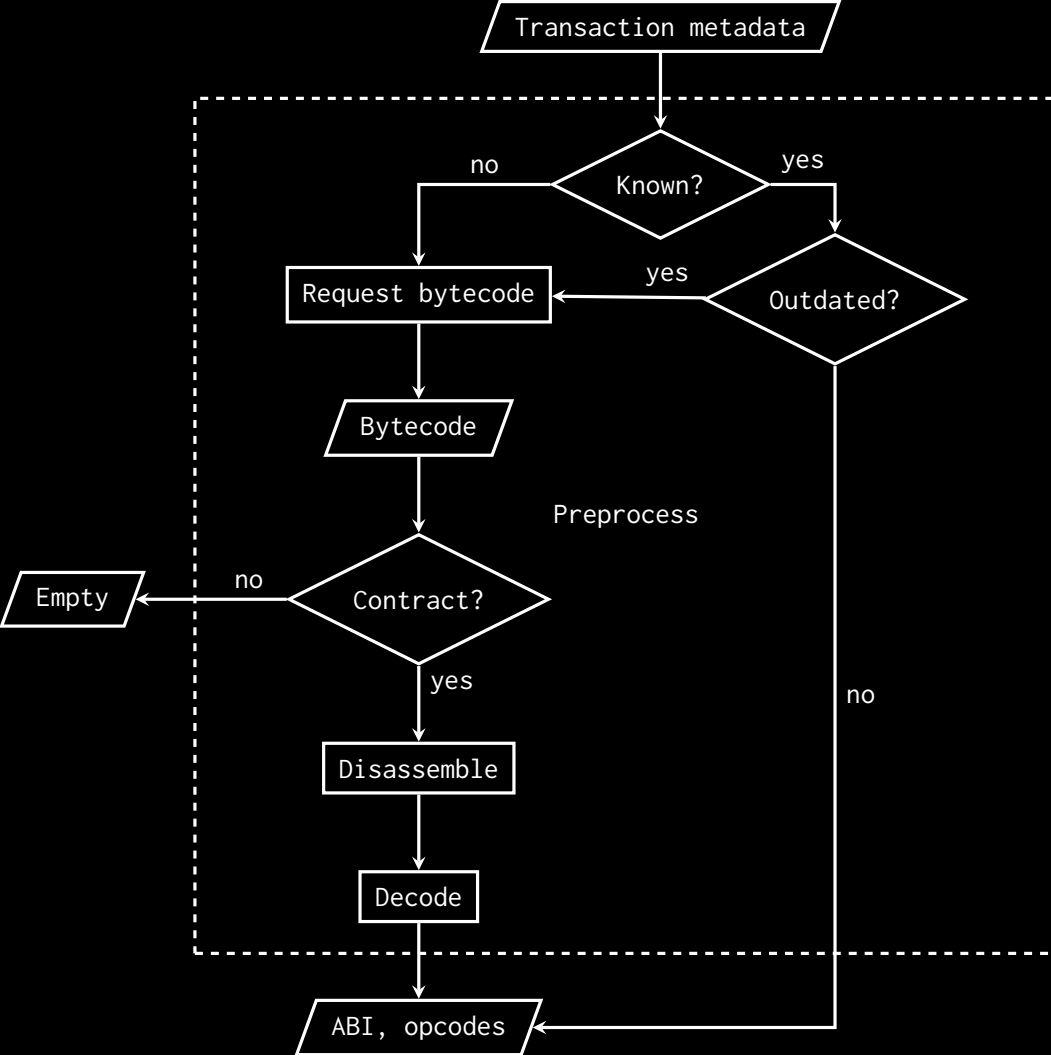 Transaction metadata
no
yes
Known?
yes
Outdated?
Request bytecode
Bytecode
Preprocess
no
Empty
Contract?
yes
no
Disassemble
Decode
ABI, opcodes